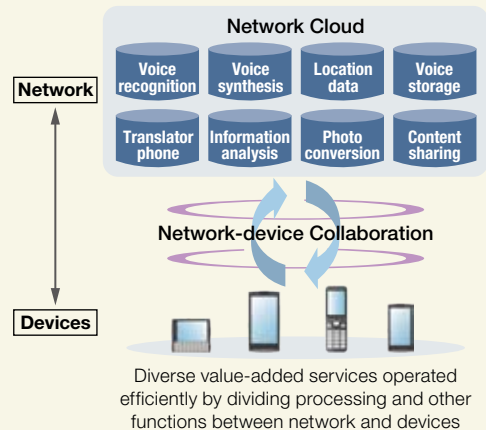 Network Cloud
Voice recognition
Voice synthesis
Location data
Voice storage
Network
Translator phone
Information analysis
Photo conversion
Content sharing
Network-device Collaboration
Devices
Diverse value-added services operated
efficiently by dividing processing and other
functions between network and devices